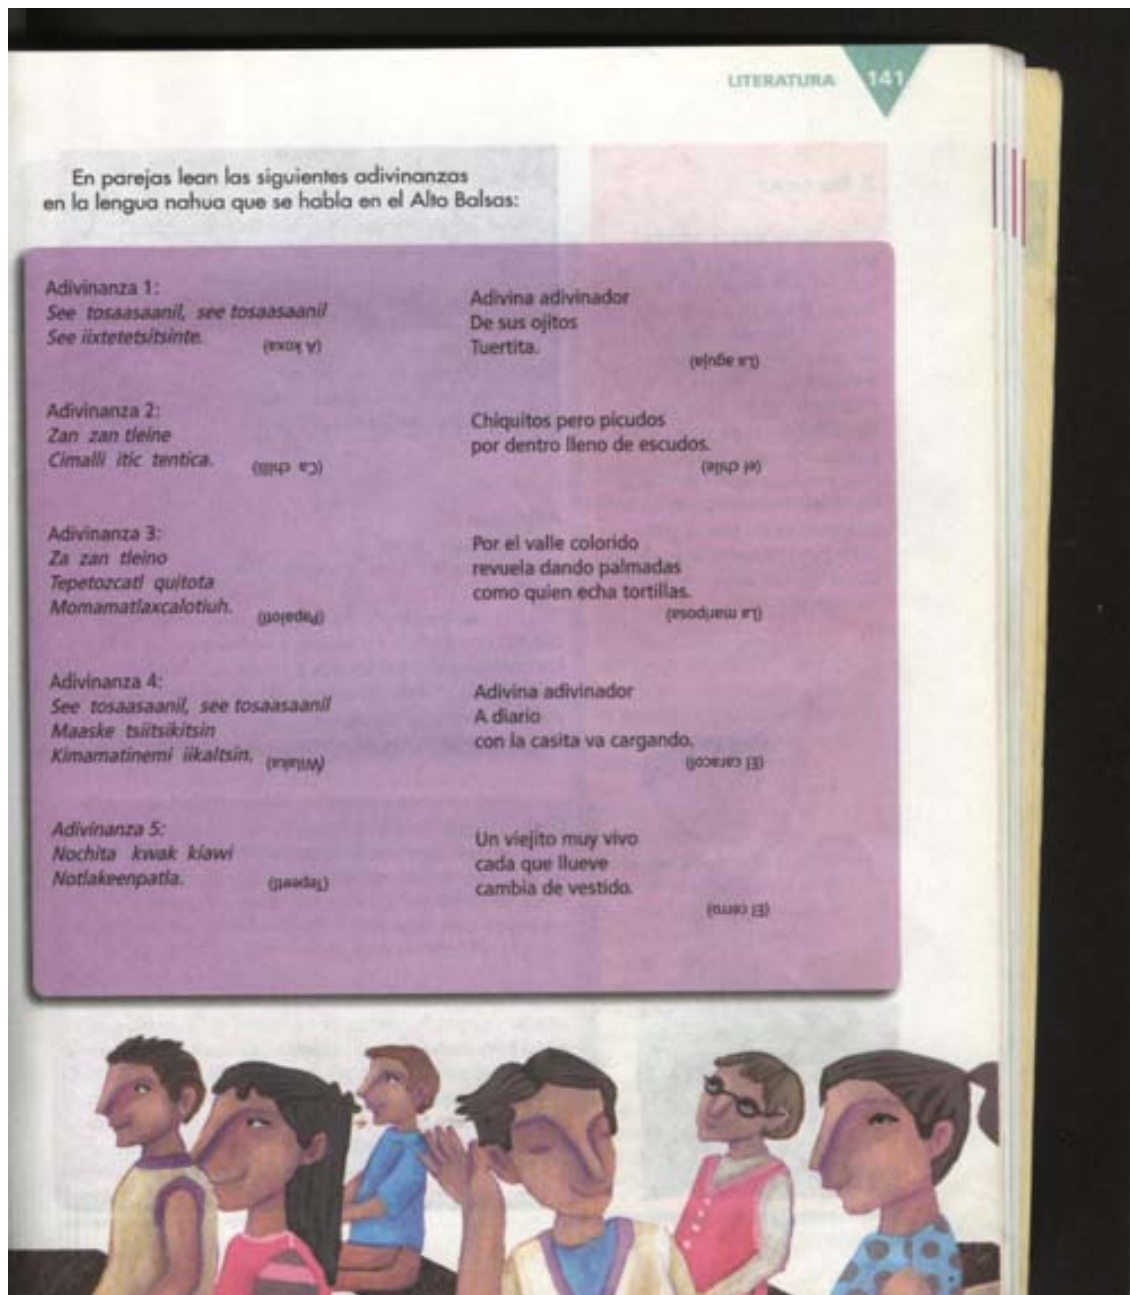 LITERATURA 141
En parejas lean las siguientes adivinanzas
en la lengua nahua que se habla en el Alto Balsas:
Adivinanza 1:
See tosaasaanil, see tosaasaanil
See iixtetetsitsinte.
(A koxa)
Adivina adivinador
De sus ojitos
Tuertita.
(La aguja)
Adivinanza 2:
Zan zan tleine
Cimalli itic tentica.
(Ca chilli)
Chiquitos pero picudos
por dentro lleno de escudos.
(el chile)
Adivinanza 3:
Za zan tleino
Tepetozcatl quitota
Momamatlaxcalotiuh.
(Papalotl)
Por el valle colorido
revuela dando palmadas
como quien echa tortillas.
(La mariposa)
Adivinanza 4:
See tosaasaanil, see tosaasaanil
Maaske tsiitsikitsin
Kimamatinemi iikaltsin.
(Wilaka)
Adivina adivinador
A diario
con la casita va cargando.
(El caracol)
Adivinanza 5:
Nochita kwak kiawi
Notlakeenpatla.
(Tepeetl)
Un viejito muy vivo
cada que llueve
cambia de vestido.
(El cerru)